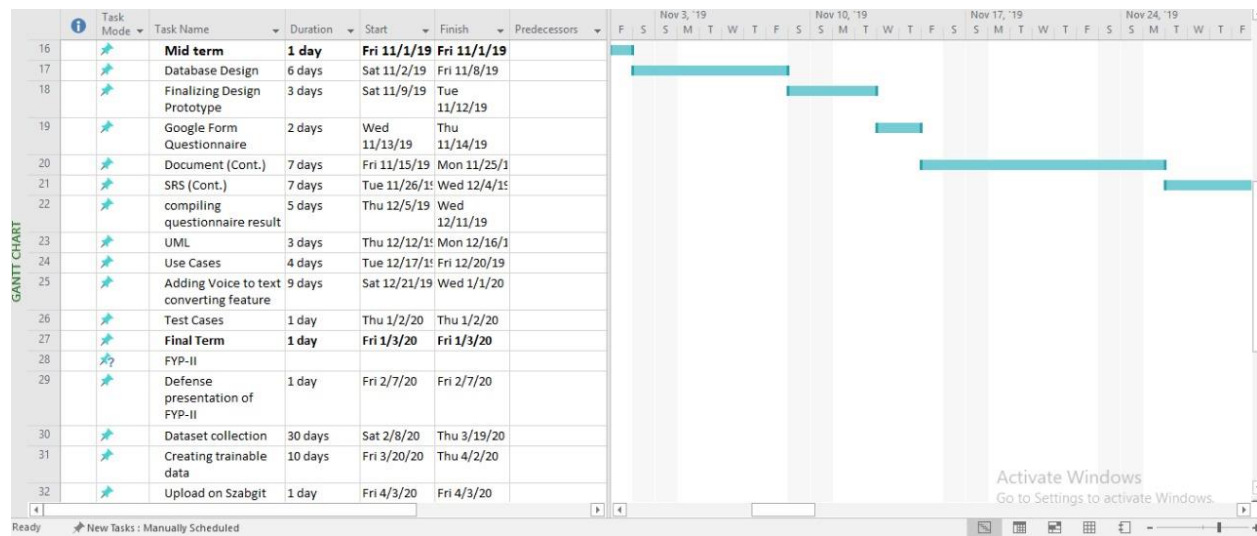 Task Mode Task Name Duration Start Finish Predecessors
Nov 3, '19 Nov 10, '19 Nov 17, '19 Nov 24, '19
F S S M T W T F S S M T W T F S S M T W T F S S M T W T F
16 Mid term 1 day Fri 11/1/19 Fri 11/1/19
17 Database Design 6 days Sat 11/2/19 Fri 11/8/19
18 Finalizing Design Prototype 3 days Sat 11/9/19 Tue 11/12/19
19 Google Form Questionnaire 2 days Wed 11/13/19 Thu 11/14/19
20 Document (Cont.) 7 days Fri 11/15/19 Mon 11/25/1
21 SRS (Cont.) 7 days Tue 11/26/19 Wed 12/4/19
22 compiling questionnaire result 5 days Thu 12/5/19 Wed 12/11/19
23 UML 3 days Thu 12/12/19 Mon 12/16/1
24 Use Cases 4 days Tue 12/17/19 Fri 12/20/19
25 Adding Voice to text converting feature 9 days Sat 12/21/19 Wed 1/1/20
26 Test Cases 1 day Thu 1/2/20 Thu 1/2/20
27 Final Term 1 day Fri 1/3/20 Fri 1/3/20
28 FYP-II
29 Defense presentation of FYP-II 1 day Fri 2/7/20 Fri 2/7/20
30 Dataset collection 30 days Sat 2/8/20 Thu 3/19/20
31 Creating trainable data 10 days Fri 3/20/20 Thu 4/2/20
32 Upload on Szabgit 1 day Fri 4/3/20 Fri 4/3/20
GANTT CHART
Activate Windows
Go to Settings to activate Windows.
Ready New Tasks : Manually Scheduled